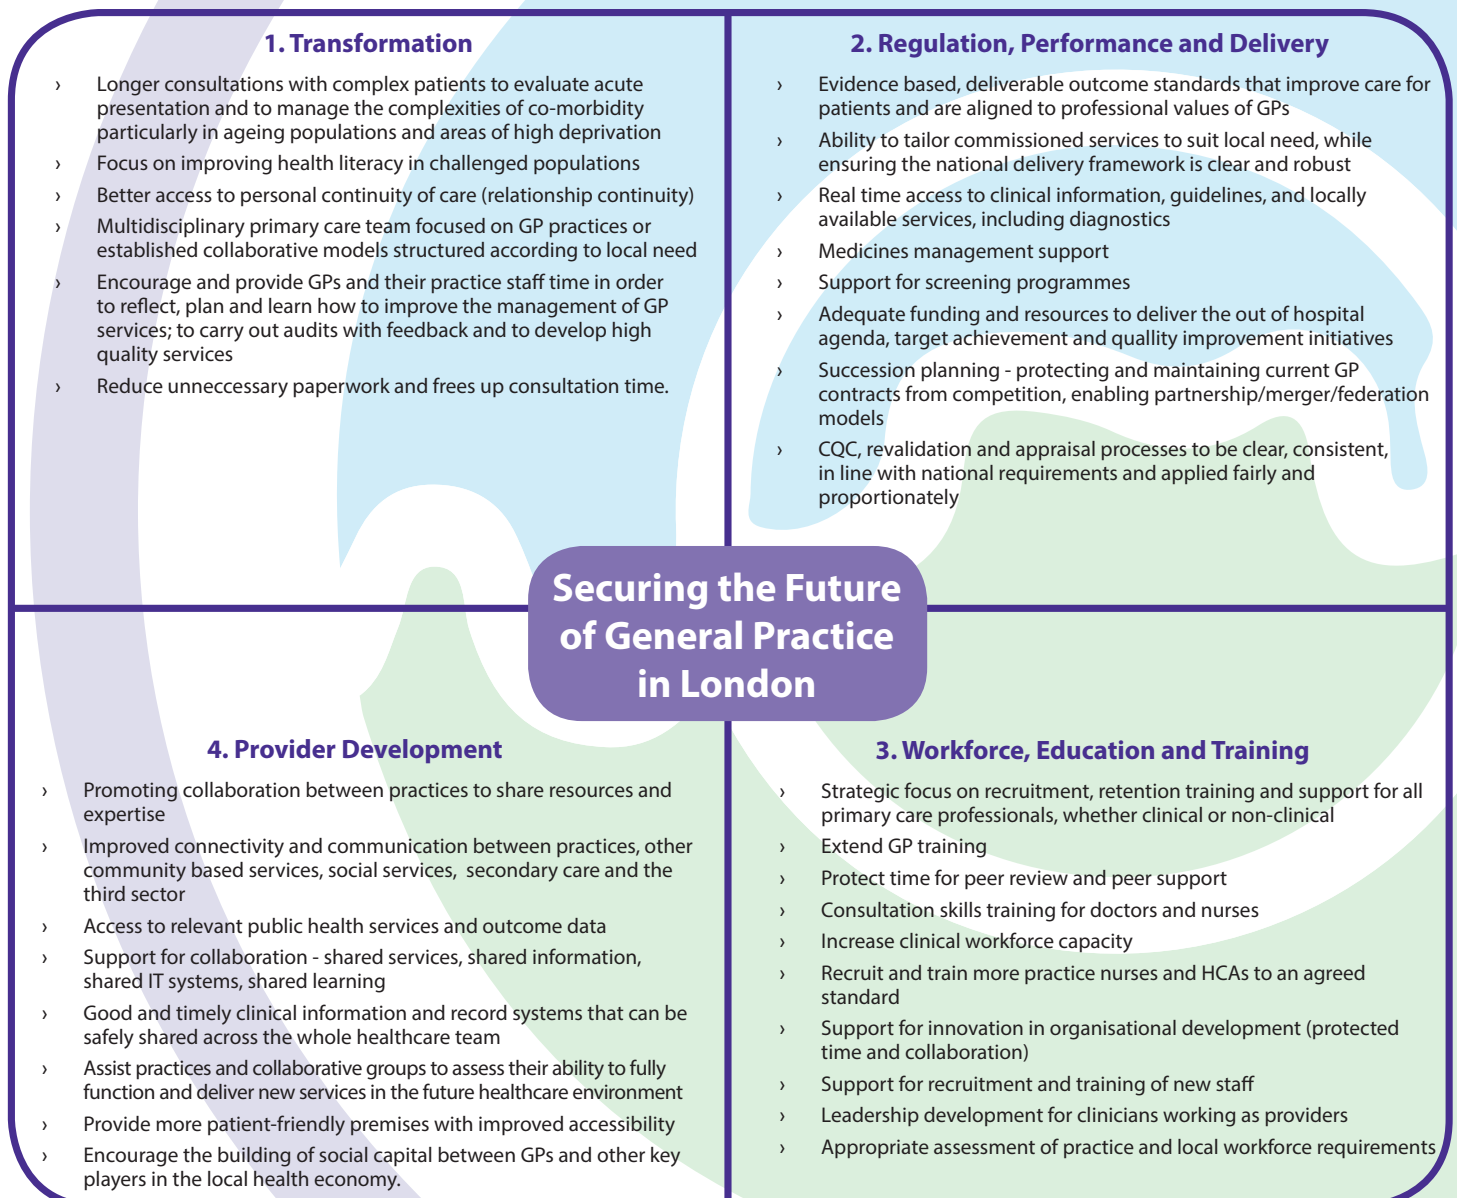 1. Transformation
› Longer consultations with complex patients to evaluate acute
presentation and to manage the complexities of co-morbidity
particularly in ageing populations and areas of high deprivation
› Focus on improving health literacy in challenged populations
› Better access to personal continuity of care (relationship continuity)
› Multidisciplinary primary care team focused on GP practices or
established collaborative models structured according to local need
› Encourage and provide GPs and their practice staff time in order
to reflect, plan and learn how to improve the management of GP
services; to carry out audits with feedback and to develop high
quality services
› Reduce unneccessary paperwork and frees up consultation time.
2. Regulation, Performance and Delivery
› Evidence based, deliverable outcome standards that improve care for
patients and are aligned to professional values of GPs
› Ability to tailor commissioned services to suit local need, while
ensuring the national delivery framework is clear and robust
› Real time access to clinical information, guidelines, and locally
available services, including diagnostics
› Medicines management support
› Support for screening programmes
› Adequate funding and resources to deliver the out of hospital
agenda, target achievement and quallity improvement initiatives
› Succession planning - protecting and maintaining current GP
contracts from competition, enabling partnership/merger/federation
models
› CQC, revalidation and appraisal processes to be clear, consistent,
in line with national requirements and applied fairly and
proportionately
Securing the Future
of General Practice
in London
4. Provider Development
› Promoting collaboration between practices to share resources and
expertise
› Improved connectivity and communication between practices, other
community based services, social services, secondary care and the
third sector
› Access to relevant public health services and outcome data
› Support for collaboration - shared services, shared information,
shared IT systems, shared learning
› Good and timely clinical information and record systems that can be
safely shared across the whole healthcare team
› Assist practices and collaborative groups to assess their ability to fully
function and deliver new services in the future healthcare environment
› Provide more patient-friendly premises with improved accessibility
› Encourage the building of social capital between GPs and other key
players in the local health economy.
3. Workforce, Education and Training
› Strategic focus on recruitment, retention training and support for all
primary care professionals, whether clinical or non-clinical
› Extend GP training
› Protect time for peer review and peer support
› Consultation skills training for doctors and nurses
› Increase clinical workforce capacity
› Recruit and train more practice nurses and HCAs to an agreed
standard
› Support for innovation in organisational development (protected
time and collaboration)
› Support for recruitment and training of new staff
› Leadership development for clinicians working as providers
› Appropriate assessment of practice and local workforce requirements